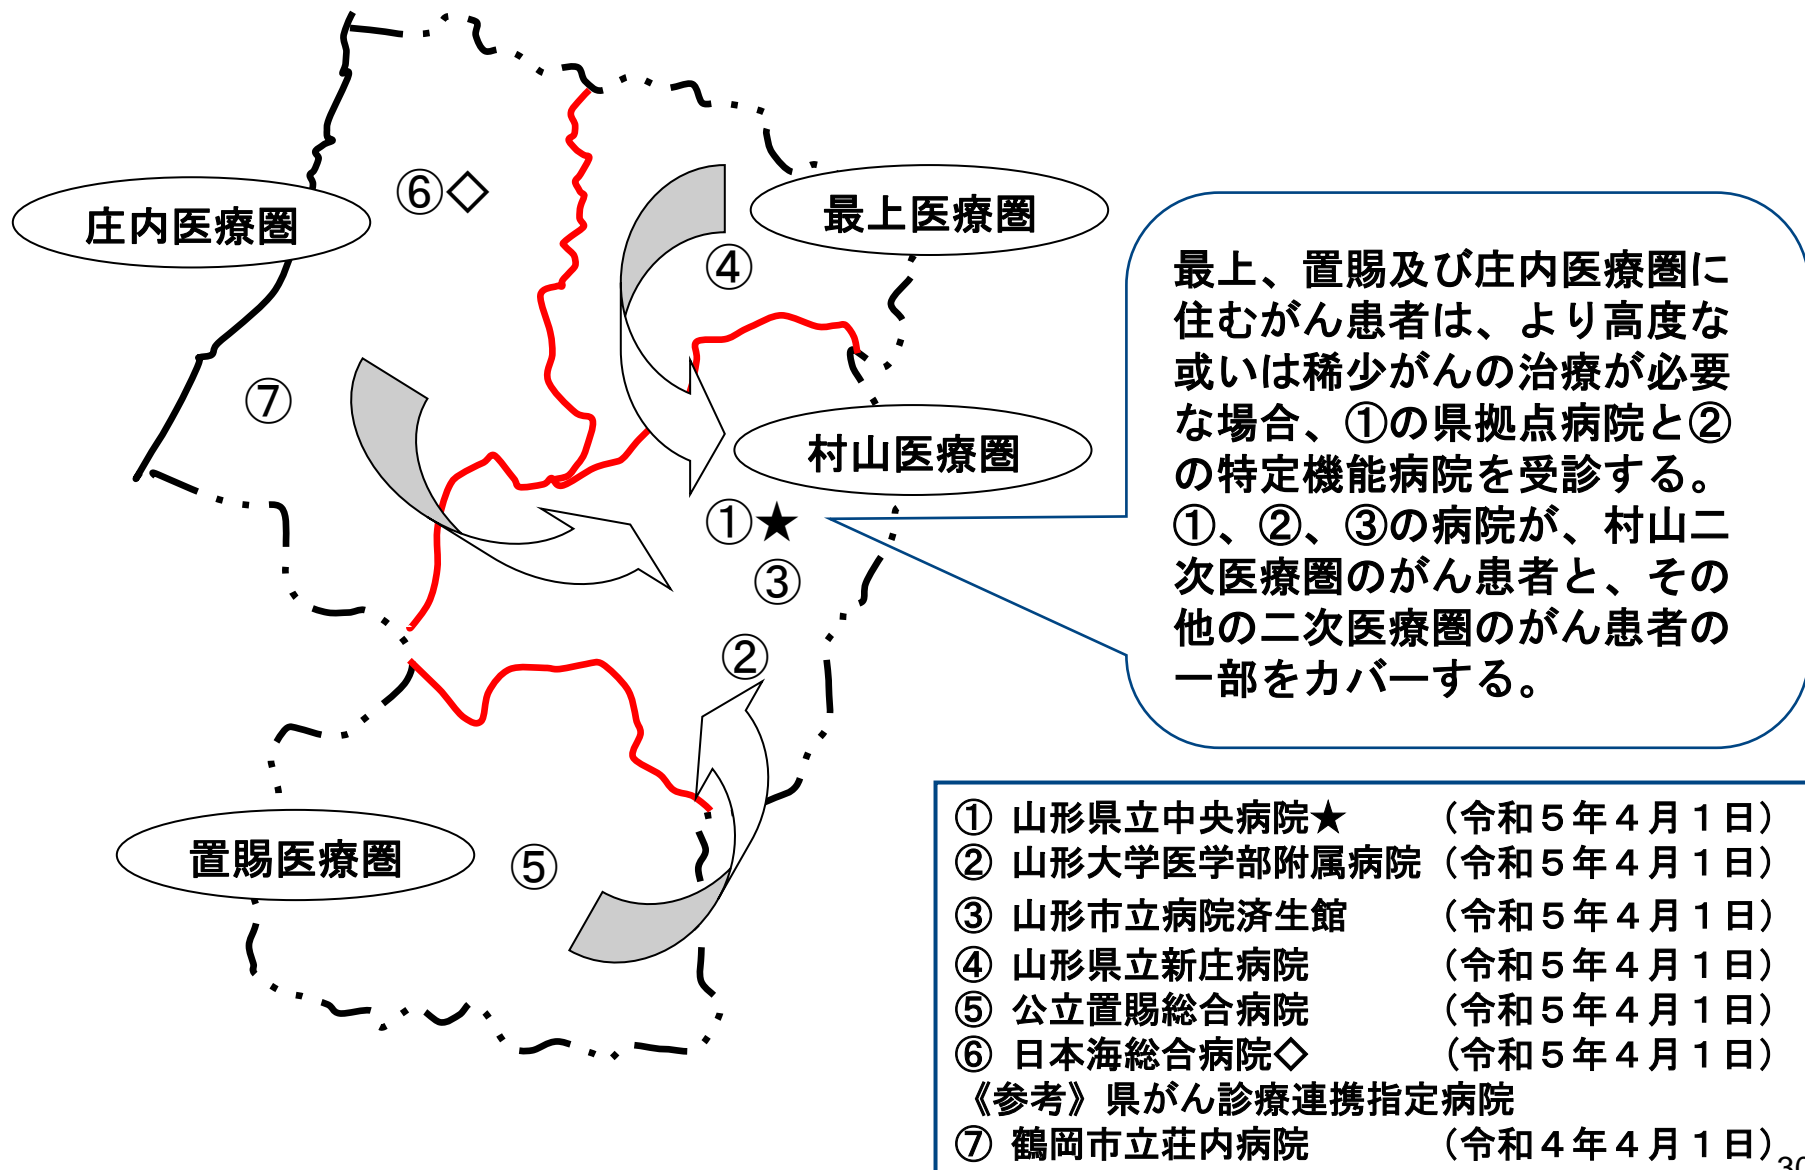 ⑥◇
庄内医療圏
最上医療圏
④
⑦
村山医療圏
①★
③
②
置賜医療圏
⑤
最上、置賜及び庄内医療圏に
住むがん患者は、より高度な
或いは稀少がんの治療が必要
な場合、①の県拠点病院と②
の特定機能病院を受診する。
①、②、③の病院が、村山二
次医療圏のがん患者と、その
他の二次医療圏のがん患者の
一部をカバーする。
① 山形県立中央病院★ （令和５年４月１日）
② 山形大学医学部附属病院（令和５年４月１日）
③ 山形市立病院済生館 （令和５年４月１日）
④ 山形県立新庄病院 （令和５年４月１日）
⑤ 公立置賜総合病院 （令和５年４月１日）
⑥ 日本海総合病院◇ （令和５年４月１日）
《参考》県がん診療連携指定病院
⑦ 鶴岡市立荘内病院 （令和４年４月１日）